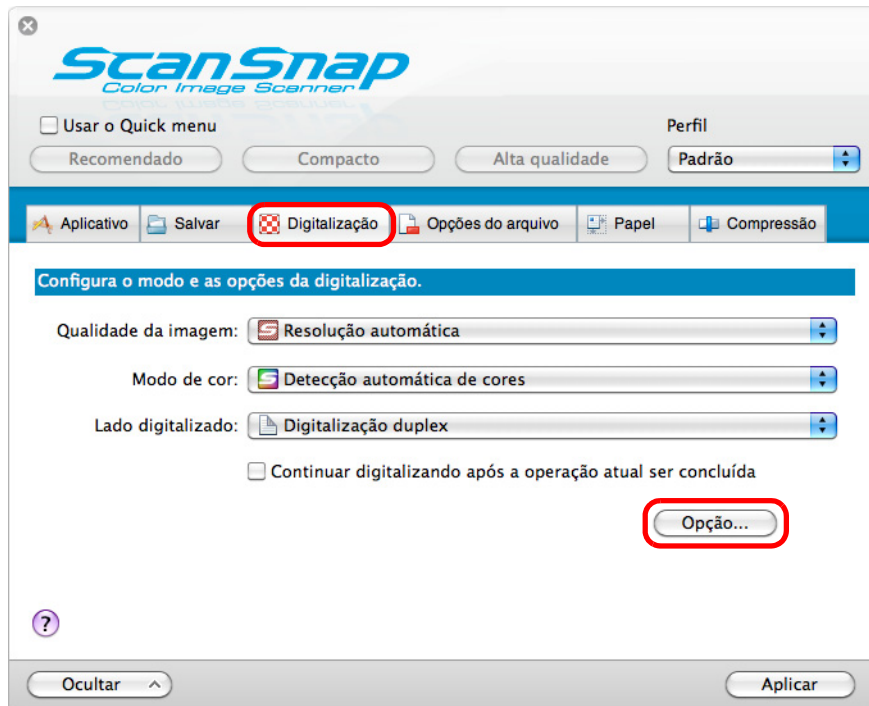 ScanSnap
Color Image Scanner
Usar o Quick menu
Perfil
Recomendado Compacto Alta qualidade Padrão
Aplicativo Salvar Digitalização Opções do arquivo Papel Compressão
Configura o modo e as opções da digitalização.
Qualidade da imagem: Resolução automática
Modo de cor: Detecção automática de cores
Lado digitalizado: Digitalização duplex
Continuar digitalizando após a operação atual ser concluída
Opção...
?
Ocultar Aplicar